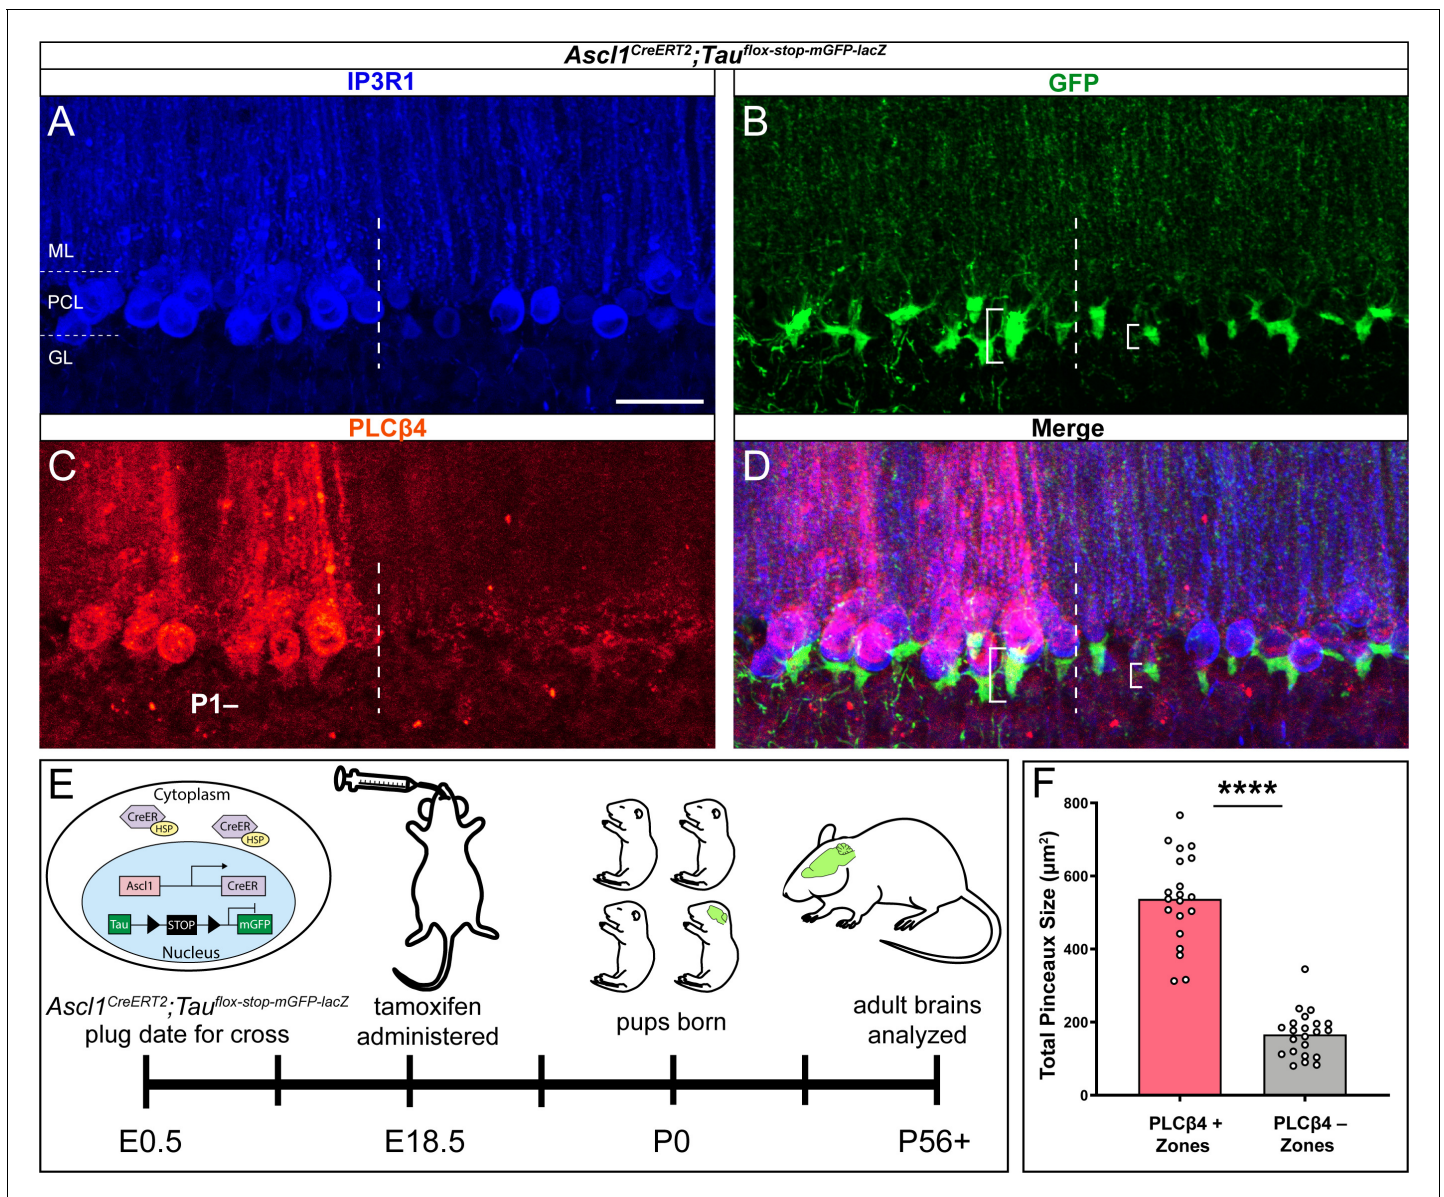 Ascl1CreERT2;Tauflox-stop-mGFP-lacZ
IP3R1
GFP
A
ML
PCL
GL
B
PLCβ4
Merge
C
P1–
D
E
Cytoplasm
CreER
HSP
CreER
HSP
Ascl1
CreER
Tau
STOP
mGFP
Nucleus
Ascl1CreERT2;Tauflox-stop-mGFP-lacZ
plug date for cross
tamoxifen
administered
pups born
adult brains
analyzed
E0.5
E18.5
P0
P56+
F
****
Total Pinceaux Size (µm2)
800
600
400
200
0
PLCβ4 +
Zones
PLCβ4 –
Zones